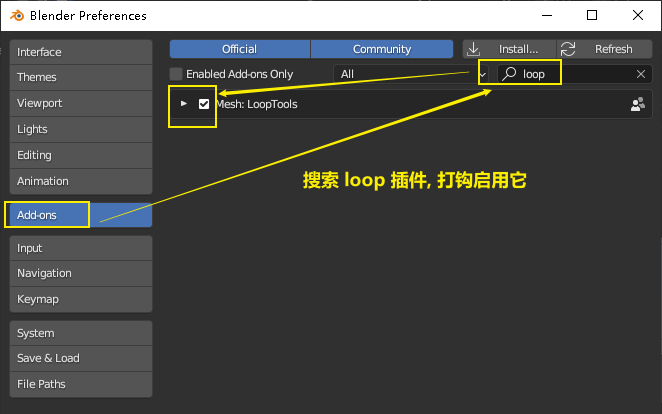 Blender Preferences
Interface
Themes
Viewport
Lights
Editing
Animation
Add-ons
Input
Navigation
Keymap
System
Save & Load
File Paths
Official
Community
Install...
Refresh
Enabled Add-ons Only
All
loop
Mesh: LoopTools
搜索 loop 插件, 打钩启用它